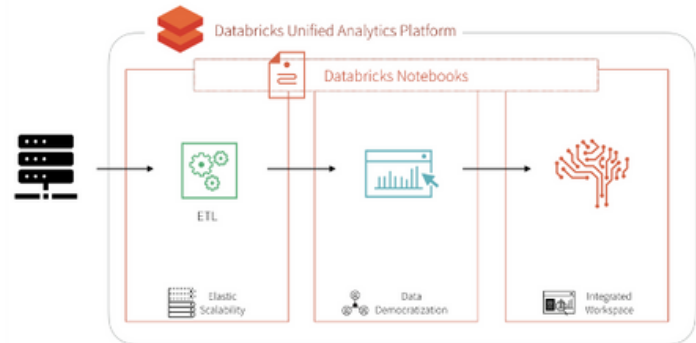 Databricks Unified Analytics Platform
Databricks Notebooks
ETL
Elastic
Scalability
Data
Democratization
Integrated
Workspace